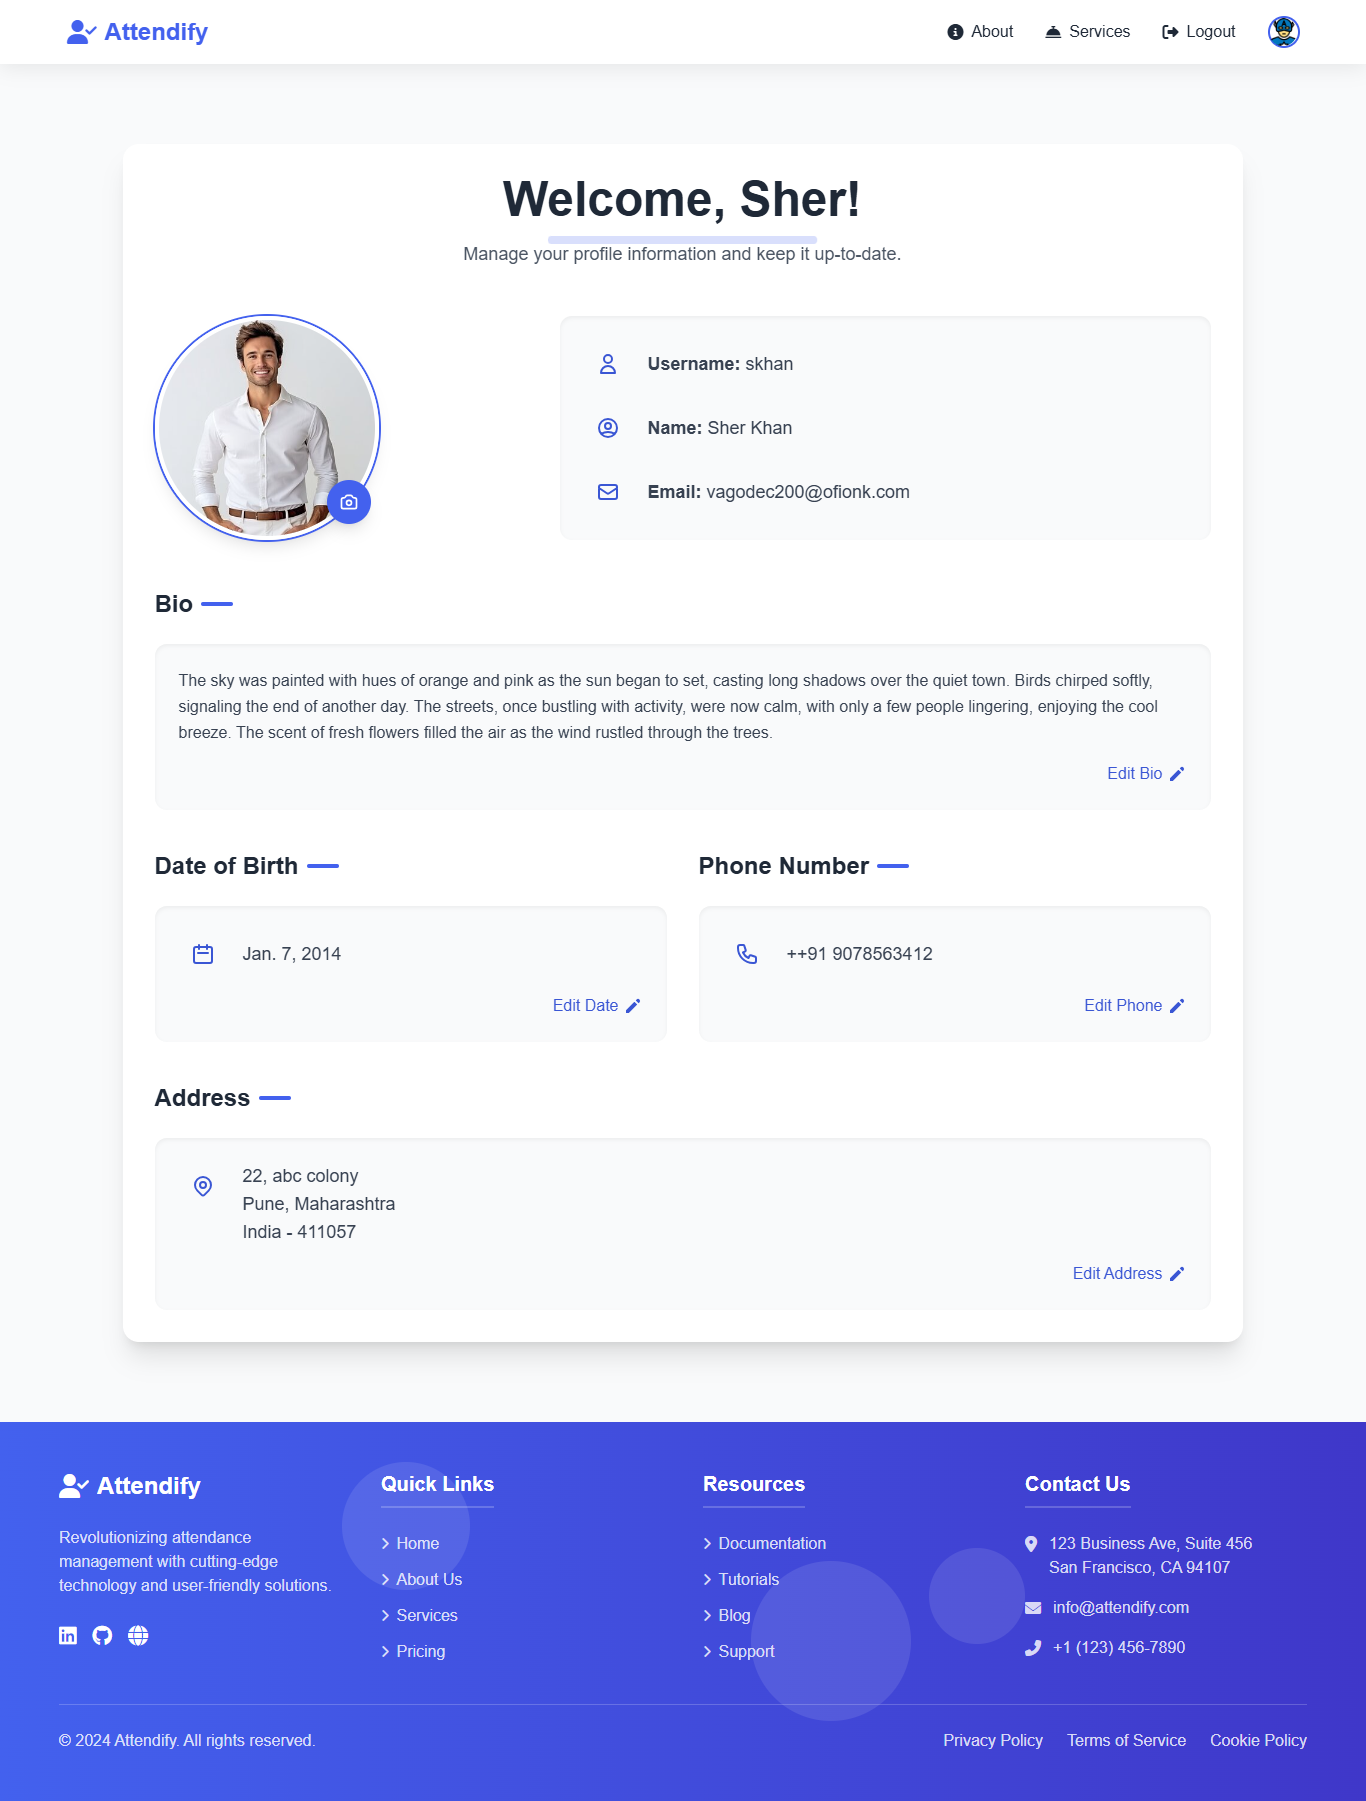 Attendify
About
Services
Logout
Welcome, Sher!
Manage your profile information and keep it up-to-date.
Username: skhan
Name: Sher Khan
Email: vagodec200@ofionk.com
Bio
The sky was painted with hues of orange and pink as the sun began to set, casting long shadows over the quiet town. Birds chirped softly,
signaling the end of another day. The streets, once bustling with activity, were now calm, with only a few people lingering, enjoying the cool
breeze. The scent of fresh flowers filled the air as the wind rustled through the trees.
Edit Bio
Date of Birth
Jan. 7, 2014
Edit Date
Phone Number
++91 9078563412
Edit Phone
Address
22, abc colony
Pune, Maharashtra
India - 411057
Edit Address
Attendify
Revolutionizing attendance
management with cutting-edge
technology and user-friendly solutions.
Quick Links
Home
About Us
Services
Pricing
Resources
Documentation
Tutorials
Blog
Support
Contact Us
123 Business Ave, Suite 456
San Francisco, CA 94107
info@attendify.com
+1 (123) 456-7890
© 2024 Attendify. All rights reserved.
Privacy Policy
Terms of Service
Cookie Policy